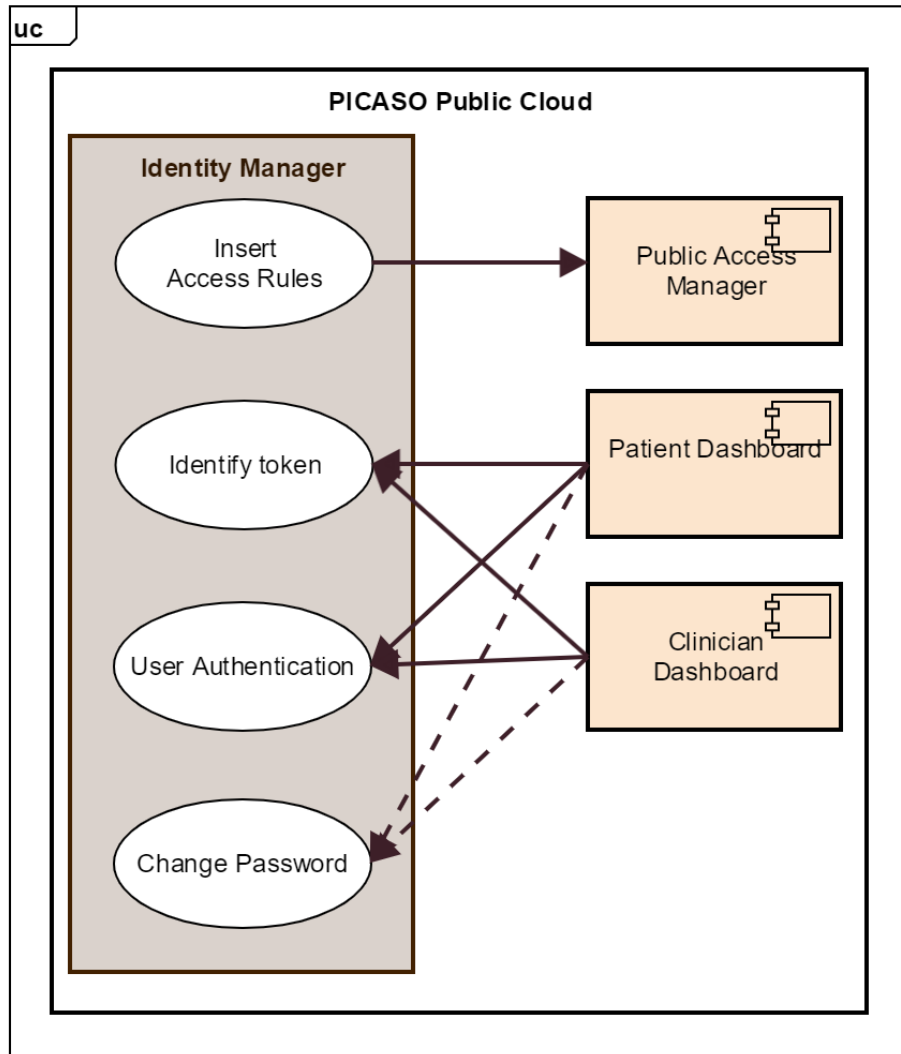 uc
PICASO Public Cloud
Identity Manager
Insert
Access Rules
Public Access
Manager
Identify token
Patient Dashboard
User Authentication
Clinician
Dashboard
Change Password